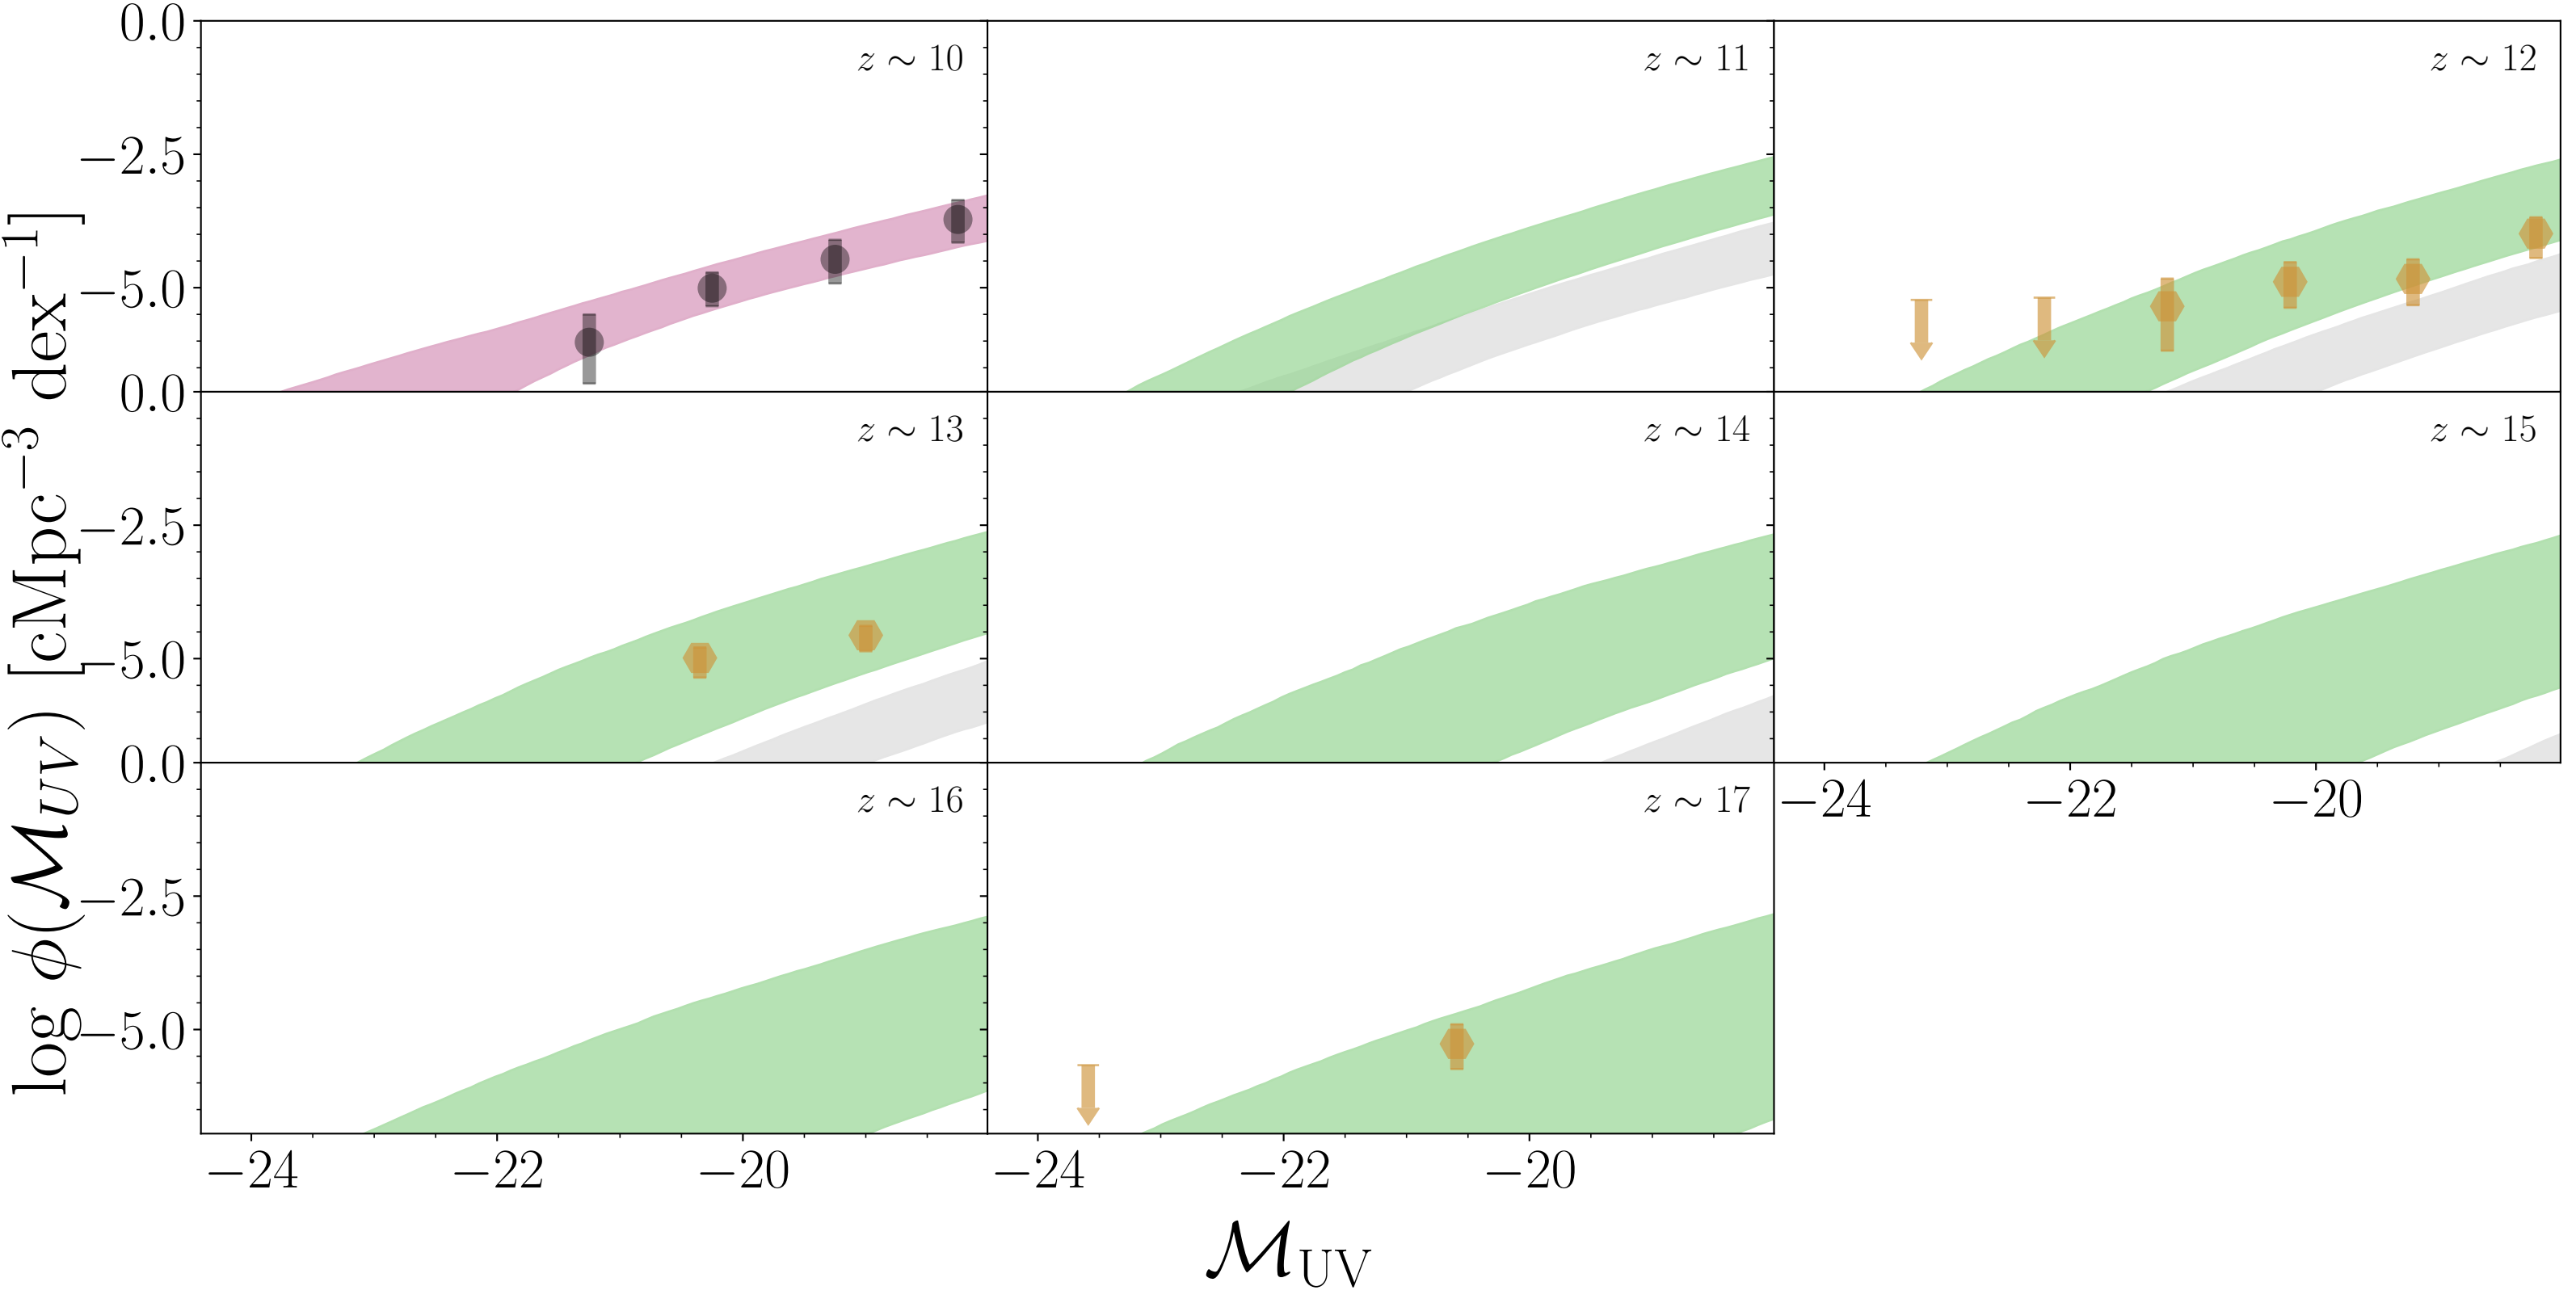 log ϕ(ℳ_UV) [cMpc⁻³ dex⁻¹]
0.0
−2.5
−5.0
z ∼ 10
z ∼ 11
z ∼ 12
0.0
−2.5
−5.0
z ∼ 13
z ∼ 14
z ∼ 15
−24 −22 −20
0.0
−2.5
−5.0
z ∼ 16
z ∼ 17
−24 −22 −20
−24 −22 −20
ℳ_UV